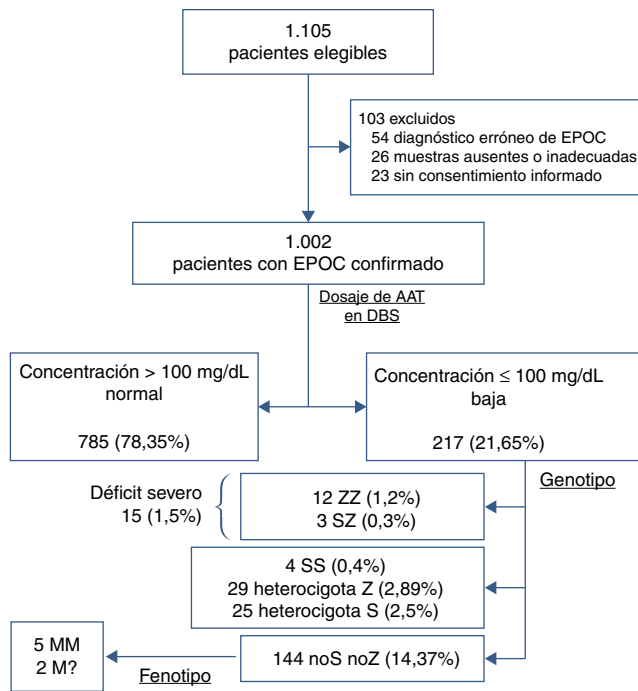 1.105
pacientes elegibles
103 excluidos
54 diagnóstico erróneo de EPOC
26 muestras ausentes o inadecuadas
23 sin consentimiento informado
1.002
pacientes con EPOC confirmado
Dosaje de AAT
en DBS
Concentración > 100 mg/dL
normal
785 (78,35%)
Concentración ≤ 100 mg/dL
baja
217 (21,65%)
Genotipo
Déficit severo
15 (1,5%)
12 ZZ (1,2%)
3 SZ (0,3%)
4 SS (0,4%)
29 heterocigota Z (2,89%)
25 heterocigota S (2,5%)
144 noS noZ (14,37%)
Fenotipo
5 MM
2 M?